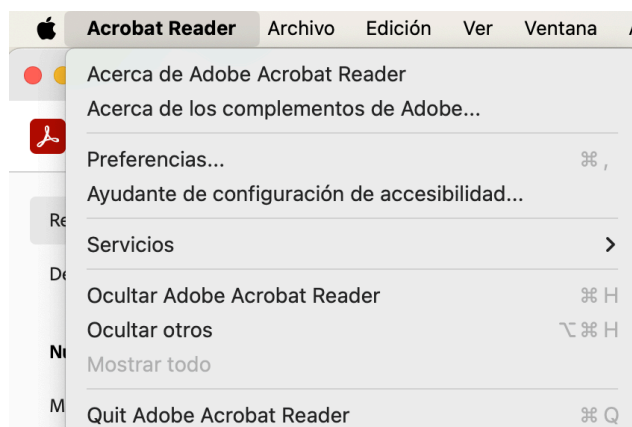 Acrobat Reader Archivo Edición Ver Ventana
Acerca de Adobe Acrobat Reader
Acerca de los complementos de Adobe...
Preferencias... ⌘ ,
Ayudante de configuración de accesibilidad...
Servicios
Ocultar Adobe Acrobat Reader ⌘ H
Ocultar otros ⌥ ⌘ H
Mostrar todo
Quit Adobe Acrobat Reader ⌘ Q